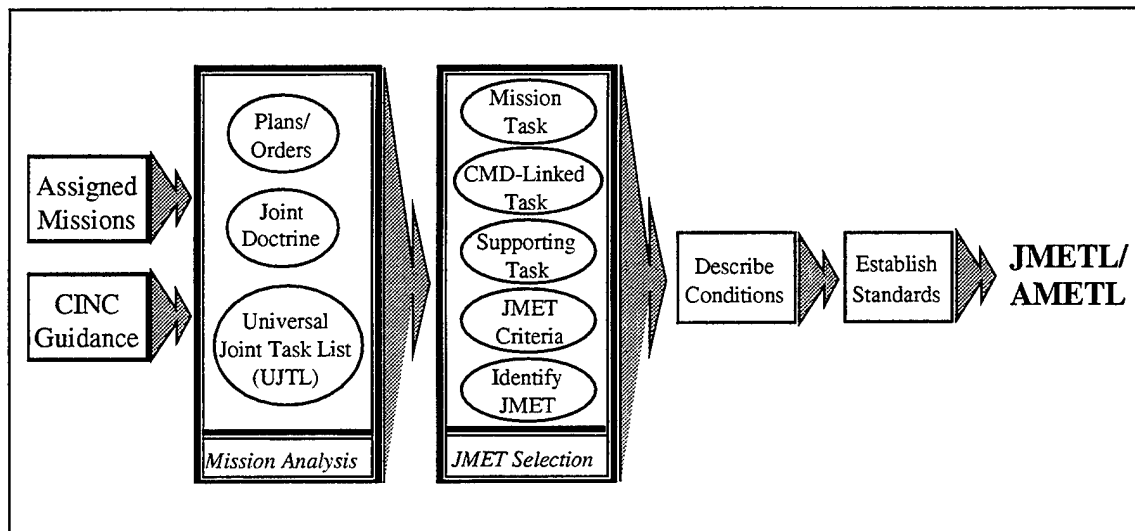 Assigned
Missions
CINC
Guidance
Plans/
Orders
Joint
Doctrine
Universal
Joint Task List
(UJTL)
Mission Analysis
Mission
Task
CMD-Linked
Task
Supporting
Task
JMET
Criteria
Identify
JMET
JMET Selection
Describe
Conditions
Establish
Standards
JMETL/
AMETL